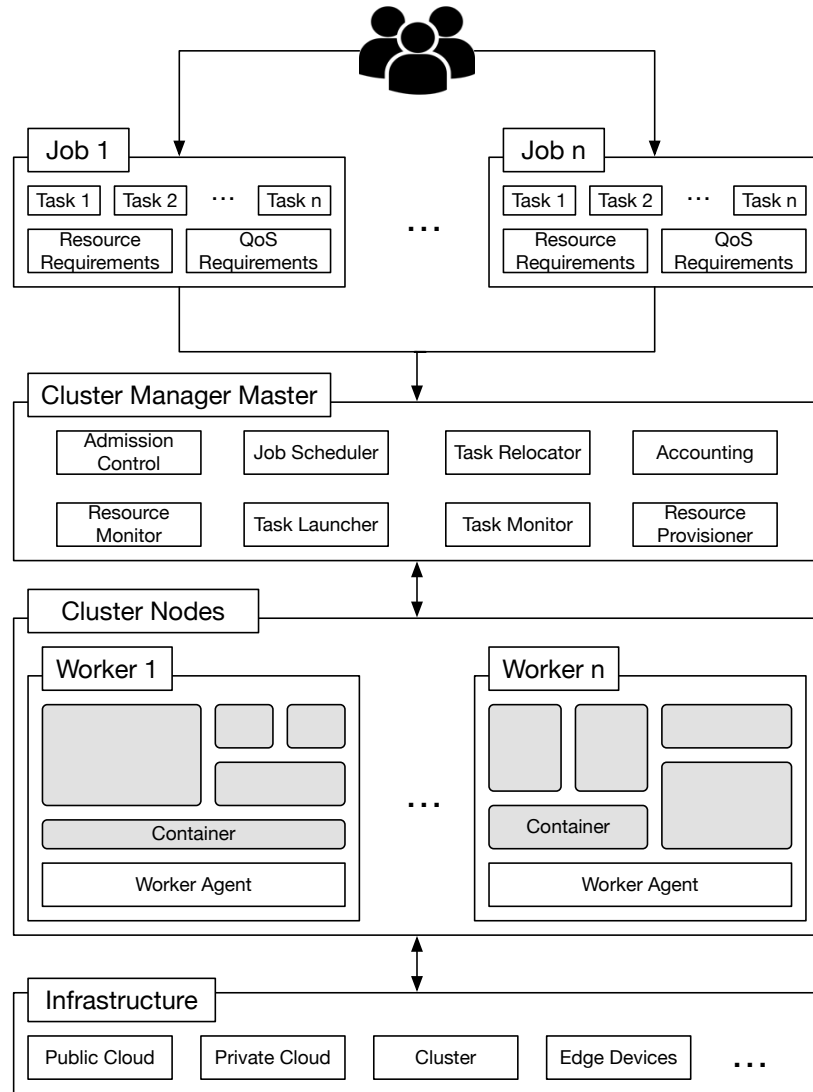 Job 1
Job n
Task 1
Task 2
...
Task n
Task 1
Task 2
...
Task n
Resource
Requirements
QoS
Requirements
...
Resource
Requirements
QoS
Requirements
Cluster Manager Master
Admission
Control
Job Scheduler
Task Relocator
Accounting
Resource
Monitor
Task Launcher
Task Monitor
Resource
Provisioner
Cluster Nodes
Worker 1
Worker n
...
Container
Container
Worker Agent
Worker Agent
Infrastructure
Public Cloud
Private Cloud
Cluster
Edge Devices
...